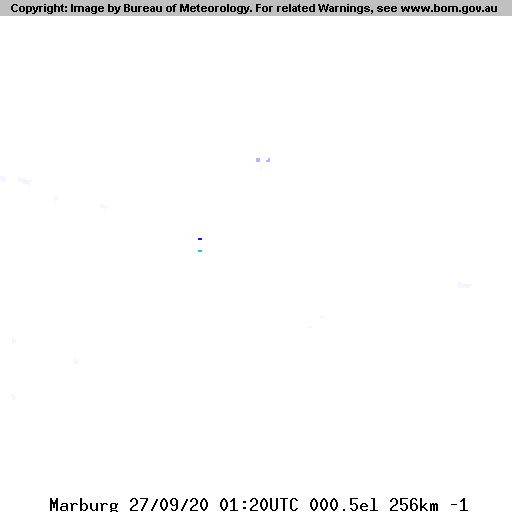 Copyright: Image by Bureau of Meteorology. For related Warnings, see www.bom.gov.au
Marburg 27/09/20 01:20UTC 000.5el 256km -1